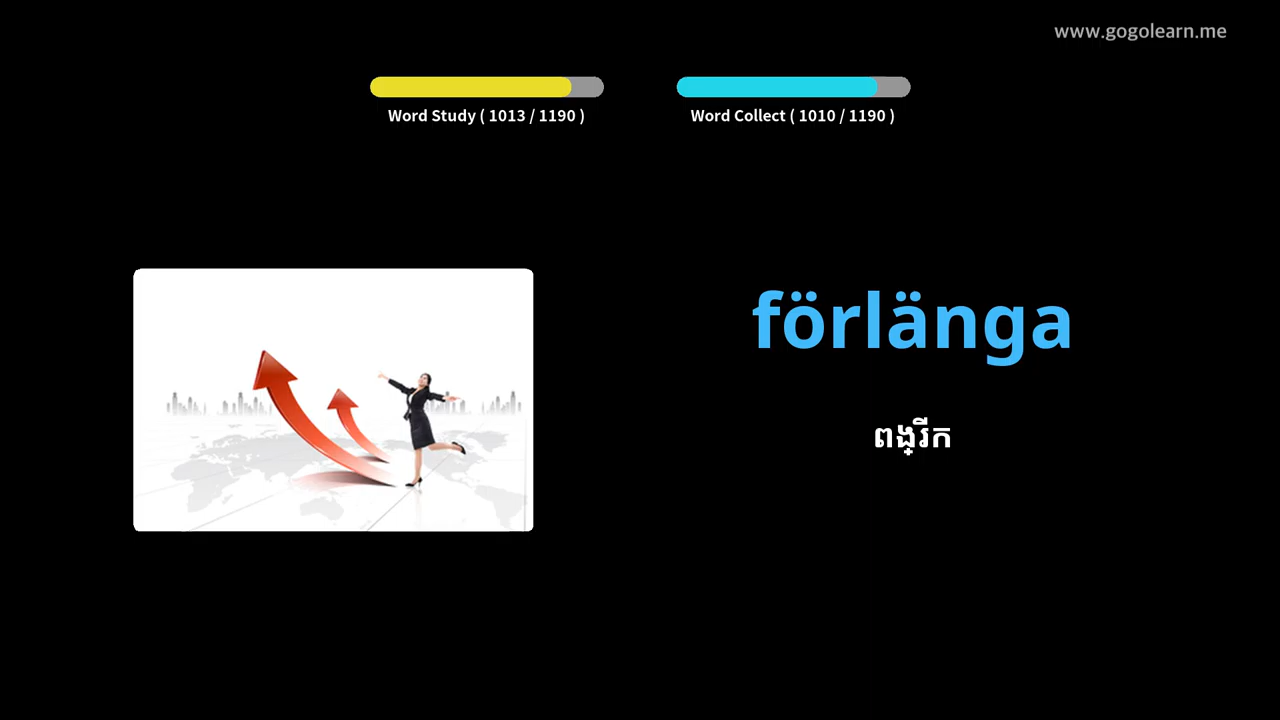 www.gogolearn.me
Word Study ( 1013 / 1190 )
Word Collect ( 1010 / 1190 )
förlänga
ពង្រីក